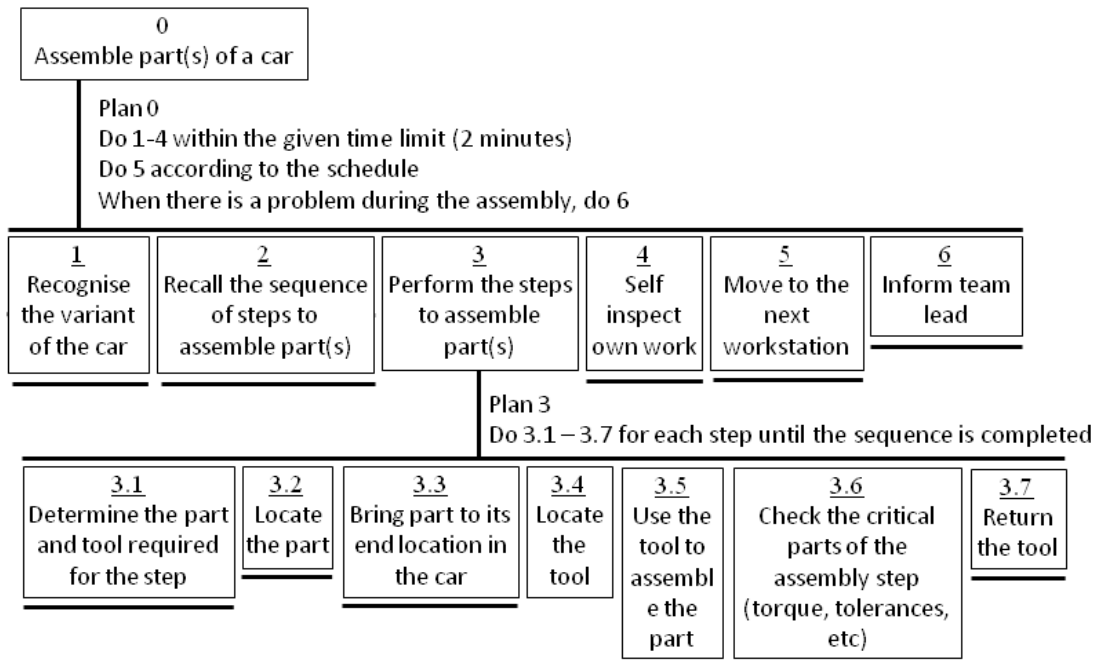 0
Assemble part(s) of a car
Plan 0
Do 1-4 within the given time limit (2 minutes)
Do 5 according to the schedule
When there is a problem during the assembly, do 6
1
Recognise
the variant
of the car
2
Recall the sequence
of steps to
assemble part(s)
3
Perform the steps
to assemble
part(s)
4
Self
inspect
own work
5
Move to the
next
workstation
6
Inform team
lead
Plan 3
Do 3.1 – 3.7 for each step until the sequence is completed
3.1
Determine the part
and tool required
for the step
3.2
Locate
the part
3.3
Bring part to its
end location in
the car
3.4
Locate
the
tool
3.5
Use the
tool to
assembl
e the
part
3.6
Check the critical
parts of the
assembly step
(torque, tolerances,
etc)
3.7
Return
the tool